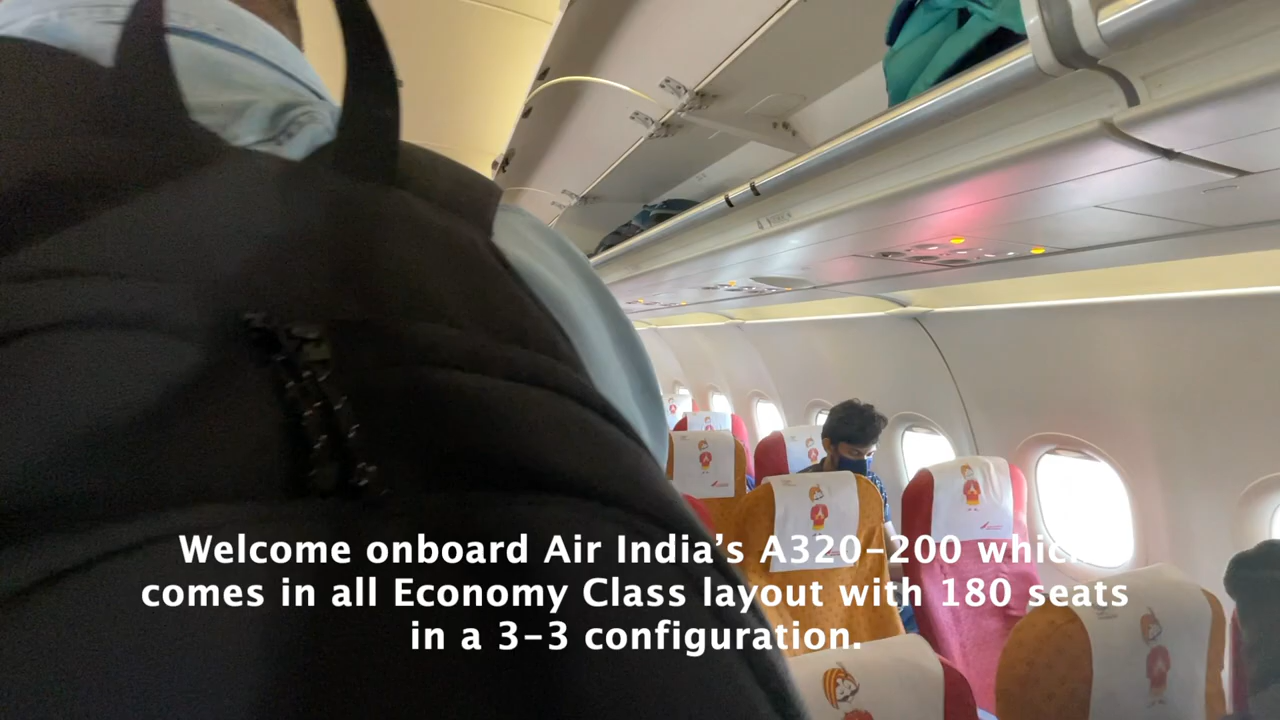 Welcome onboard Air India’s A320-200 which
comes in all Economy Class layout with 180 seats
in a 3-3 configuration.